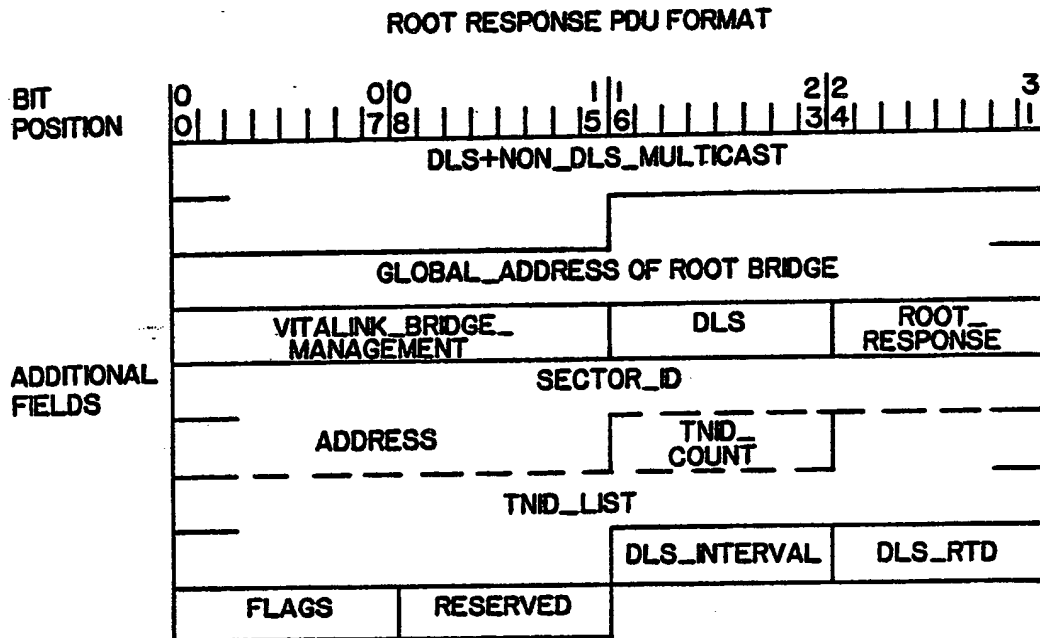 ROOT RESPONSE PDU FORMAT
BIT POSITION
0 0 0 1 1 2 2 3
0 7 8 5 6 3 4 1
DLS+NON_DLS_MULTICAST
GLOBAL_ADDRESS OF ROOT BRIDGE
VITALINK_BRIDGE_
MANAGEMENT
DLS
ROOT_
RESPONSE
ADDITIONAL
FIELDS
SECTOR_ID
ADDRESS
TNID_
COUNT
TNID_LIST
DLS_INTERVAL
DLS_RTD
FLAGS
RESERVED